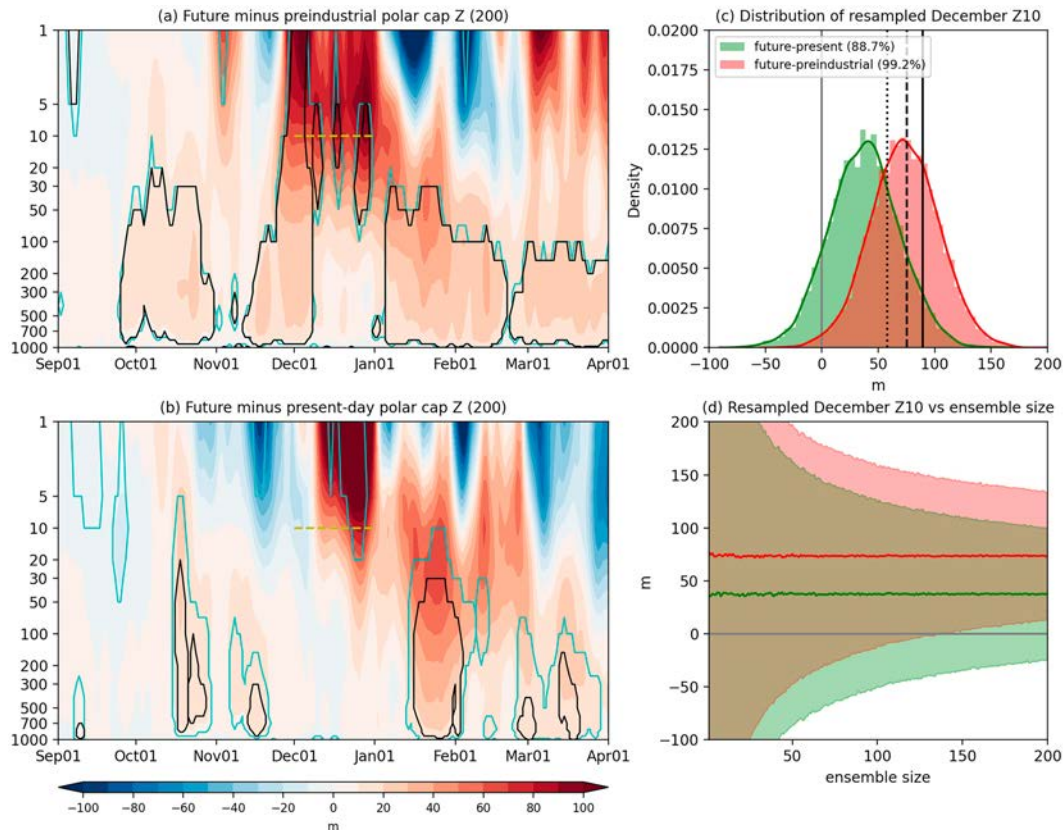 (a) Future minus preindustrial polar cap Z (200)
1
5
10
20
30
50
100
200
300
500
700
1000
Sep01 Oct01 Nov01 Dec01 Jan01 Feb01 Mar01 Apr01
(c) Distribution of resampled December Z10
future-present (88.7%)
future-preindustrial (99.2%)
0.0200
0.0175
0.0150
0.0125
0.0100
0.0075
0.0050
0.0025
0.0000
Density
−100 −50 0 50 100 150 200
m
(b) Future minus present-day polar cap Z (200)
1
5
10
20
30
50
100
200
300
500
700
1000
Sep01 Oct01 Nov01 Dec01 Jan01 Feb01 Mar01 Apr01
−100 −80 −60 −40 −20 0 20 40 60 80 100
m
(d) Resampled December Z10 vs ensemble size
200
150
100
50
0
−50
−100
m
50 100 150 200
ensemble size